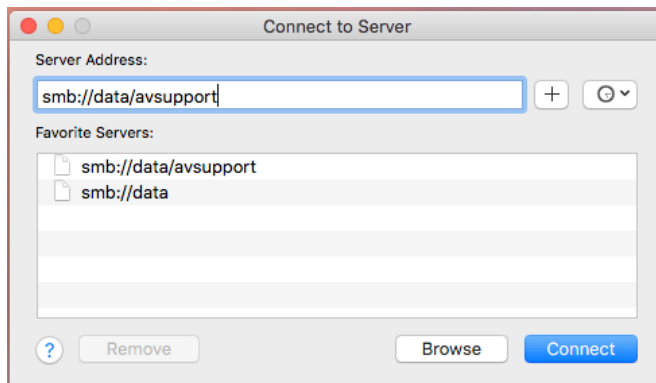 Connect to Server
Server Address:
smb://data/avsupport
Favorite Servers:
smb://data/avsupport
smb://data
? Remove Browse Connect